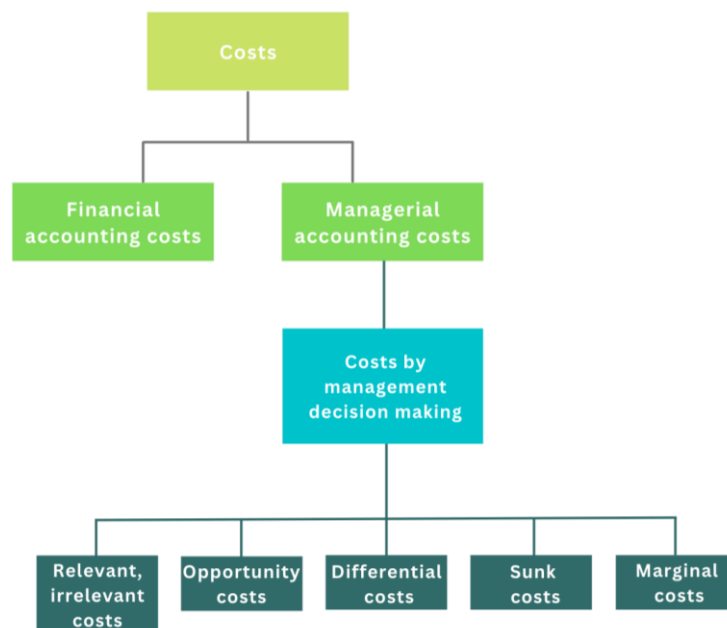 Costs
Financial
accounting costs
Managerial
accounting costs
Costs by
management
decision making
Relevant,
irrelevant
costs
Opportunity
costs
Differential
costs
Sunk
costs
Marginal
costs